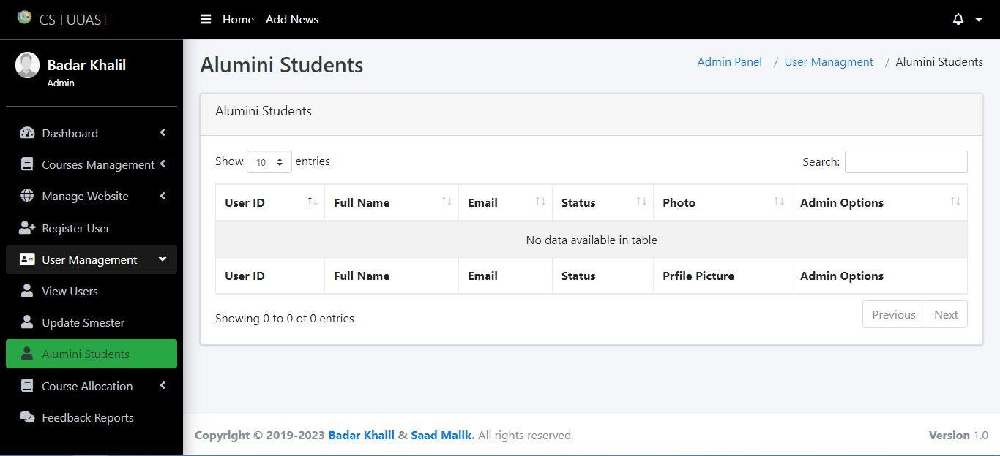 CS FUUAST
Home Add News
Badar Khalil
Admin
Dashboard
Courses Management
Manage Website
Register User
User Management
View Users
Update Smester
Alumini Students
Course Allocation
Feedback Reports
Alumini Students
Admin Panel / User Managment / Alumini Students
Alumini Students
Show 10 entries Search:
User ID Full Name Email Status Photo Admin Options
No data available in table
User ID Full Name Email Status Prfile Picture Admin Options
Showing 0 to 0 of 0 entries Previous Next
Copyright © 2019-2023 Badar Khalil & Saad Malik. All rights reserved. Version 1.0